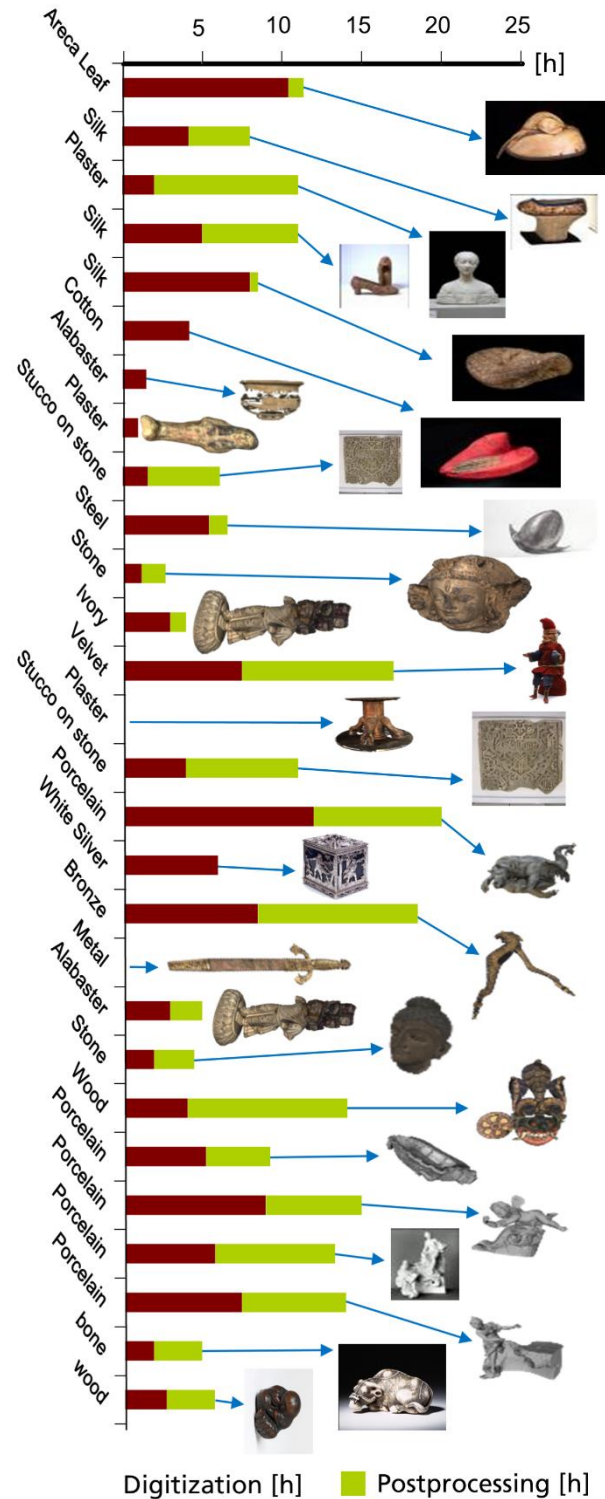 0 5 10 15 20 25
[h]
Areca Leaf
Silk
Plaster
Silk
Silk
Cotton
Alabaster
Plaster
Stucco on stone
Steel
Stone
Ivory
Velvet
Plaster
Stucco on stone
Porcelain
White Silver
Bronze
Metal
Alabaster
Stone
Wood
Porcelain
Porcelain
Porcelain
Porcelain
bone
wood
Digitization [h] Postprocessing [h]